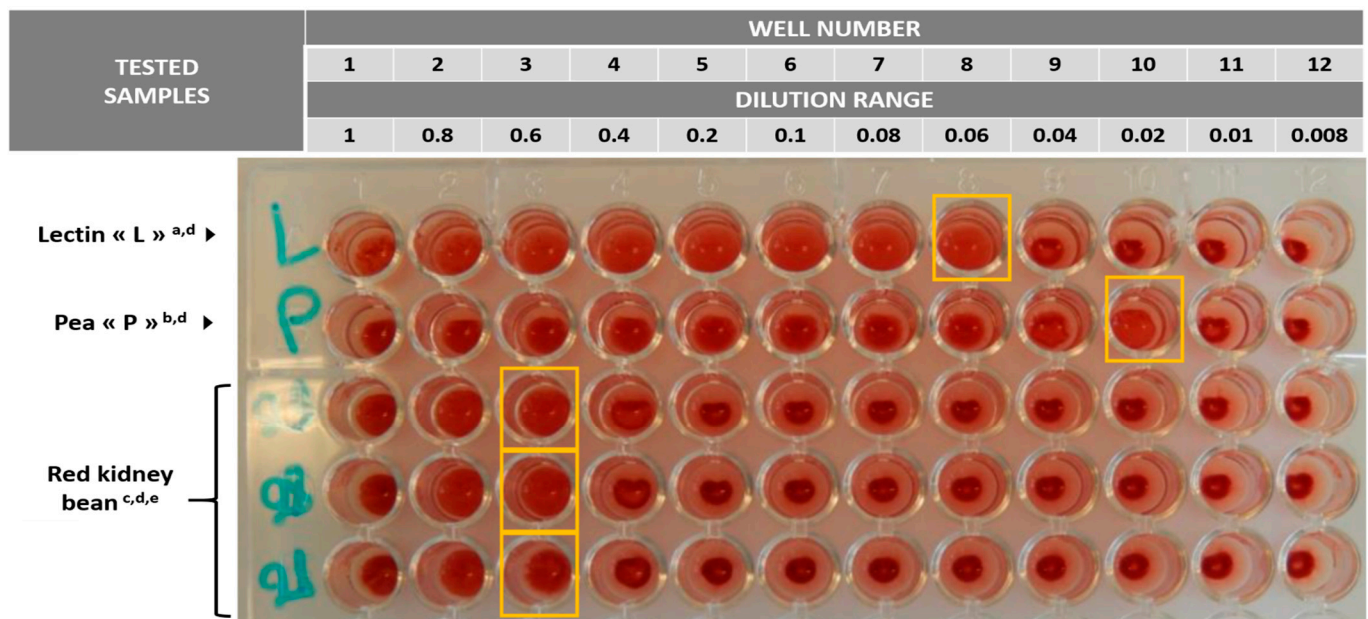 TESTED SAMPLES
WELL NUMBER
1 2 3 4 5 6 7 8 9 10 11 12
DILUTION RANGE
1 0.8 0.6 0.4 0.2 0.1 0.08 0.06 0.04 0.02 0.01 0.008
1 2 3 4 5 6 7 8 9 10 11 12
Lectin « L » a,d
L
Pea « P » b,d
P
Red kidney
bean c,d,e